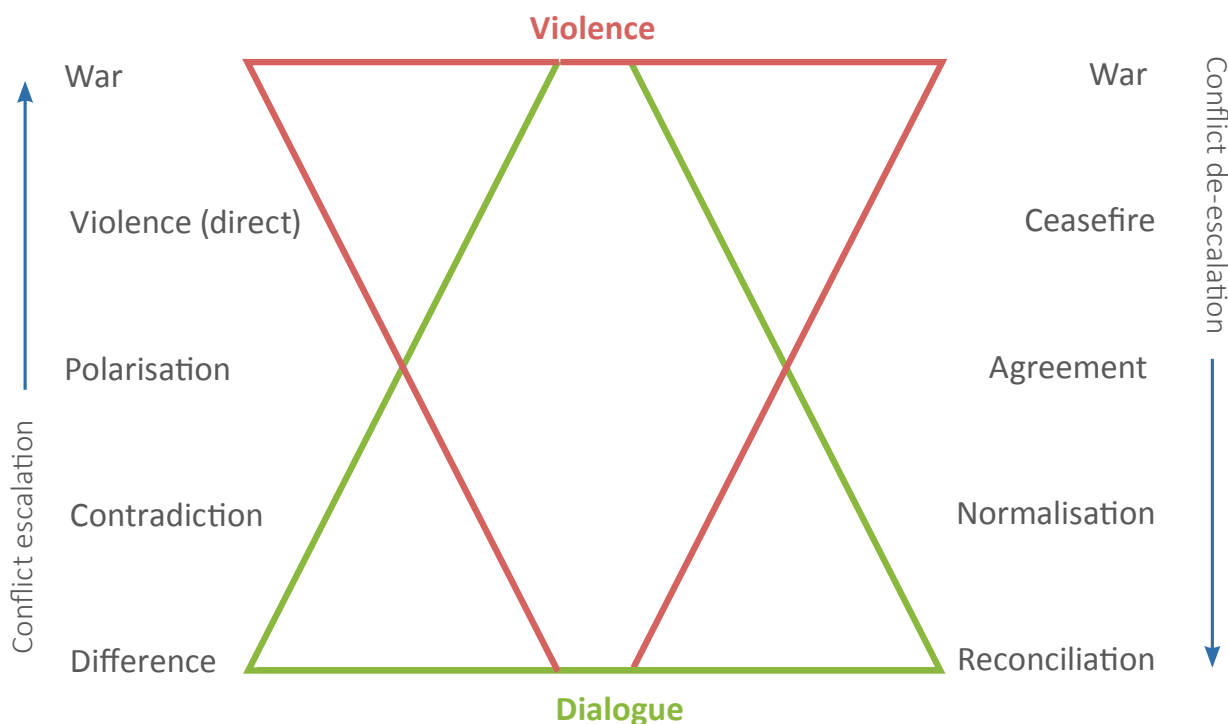 Violence
War
Violence (direct)
Polarisation
Contradiction
Difference
Conflict escalation
War
Ceasefire
Agreement
Normalisation
Reconciliation
Conflict de-escalation
Dialogue